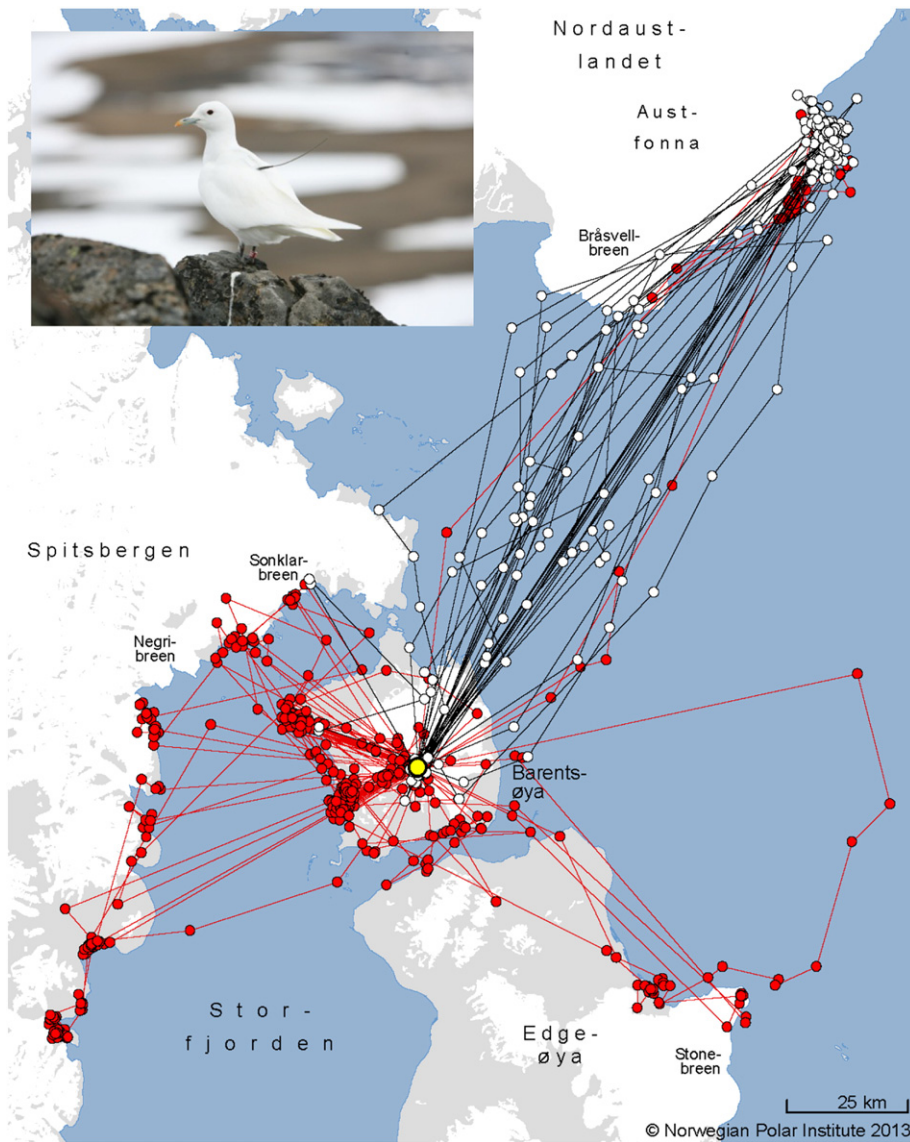 Nordaust-
landet
Aust-
fonna
Bråsvell-
breen
Spitsbergen
Sonklar-
breen
Negri-
breen
Barents-
øya
Stor-
fjorden
Edge-
øya
Stone-
breen
25 km
© Norwegian Polar Institute 2013